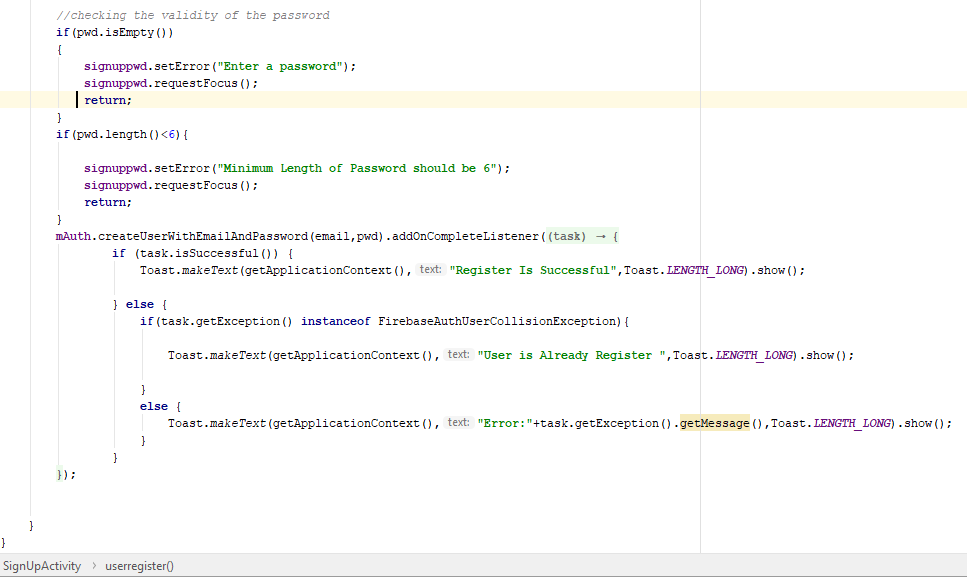 //checking the validity of the password
if(pwd.isEmpty())
{
signuppwd.setError("Enter a password");
signuppwd.requestFocus();
return;
}
if(pwd.length()<6){
signuppwd.setError("Minimum Length of Password should be 6");
signuppwd.requestFocus();
return;
}
mAuth.createUserWithEmailAndPassword(email,pwd).addOnCompleteListener((task) → {
if (task.isSuccessful()) {
Toast.makeText(getApplicationContext(), text: "Register Is Successful",Toast.LENGTH_LONG).show();
} else {
if(task.getException() instanceof FirebaseAuthUserCollisionException){
Toast.makeText(getApplicationContext(), text: "User is Already Register ",Toast.LENGTH_LONG).show();
}
else {
Toast.makeText(getApplicationContext(), text: "Error:"+task.getException().getMessage(),Toast.LENGTH_LONG).show();
}
}
});
}
}
SignUpActivity > userregister()